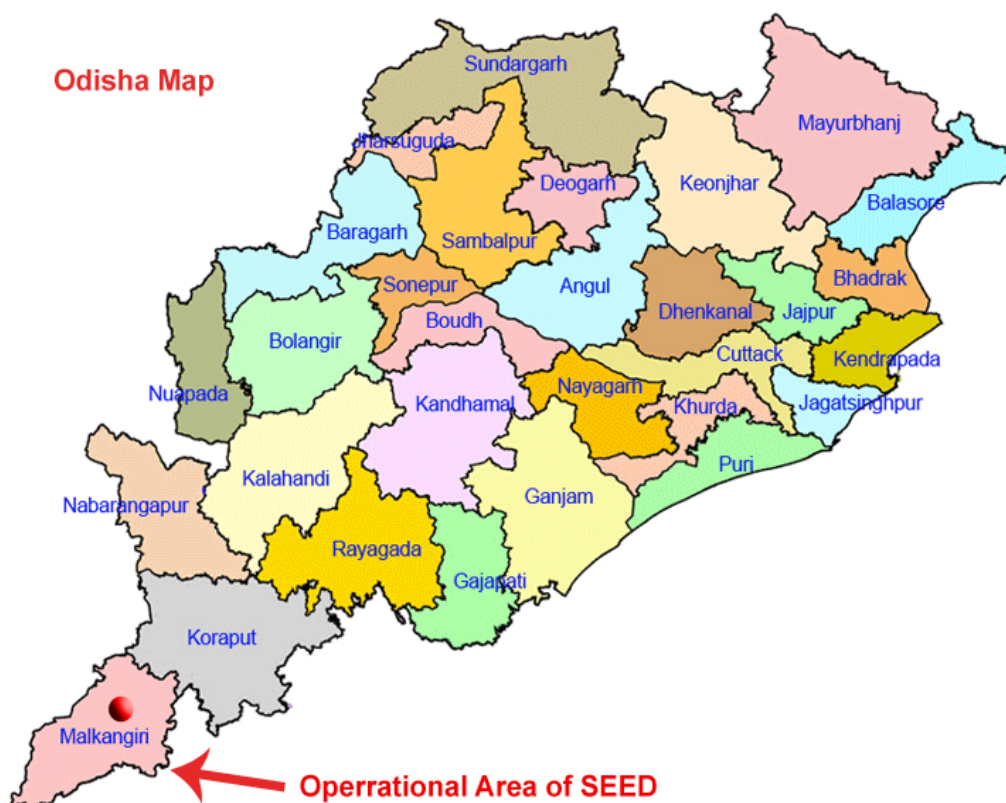 Odisha Map
Sundargarh
Mayurbhanj
Jharsuguda
Deogarh
Keonjhar
Balasore
Baragarh
Sambalpur
Sonepur
Angul
Bhadrak
Dhenkanal
Jajpur
Boudh
Bolangir
Cuttack
Kendrapada
Nuapada
Nayagarh
Kandhamal
Khurda
Jagatsinghpur
Puri
Kalahandi
Ganjam
Nabarangapur
Rayagada
Gajapati
Koraput
Malkangiri
Operrational Area of SEED